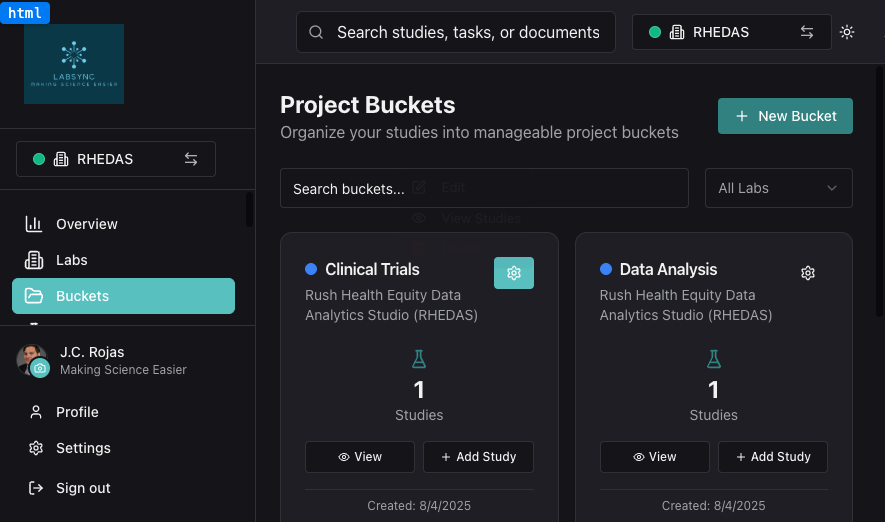 html
LABSYNC
MAKING SCIENCE EASIER
RHEDAS
Overview
Labs
Buckets
J.C. Rojas
Making Science Easier
Profile
Settings
Sign out
Search studies, tasks, or documents
RHEDAS
Project Buckets
Organize your studies into manageable project buckets
New Bucket
Search buckets...
All Labs
Edit
View Studies
Clinical Trials
Rush Health Equity Data
Analytics Studio (RHEDAS)
1
Studies
View
Add Study
Created: 8/4/2025
Data Analysis
Rush Health Equity Data
Analytics Studio (RHEDAS)
1
Studies
View
Add Study
Created: 8/4/2025